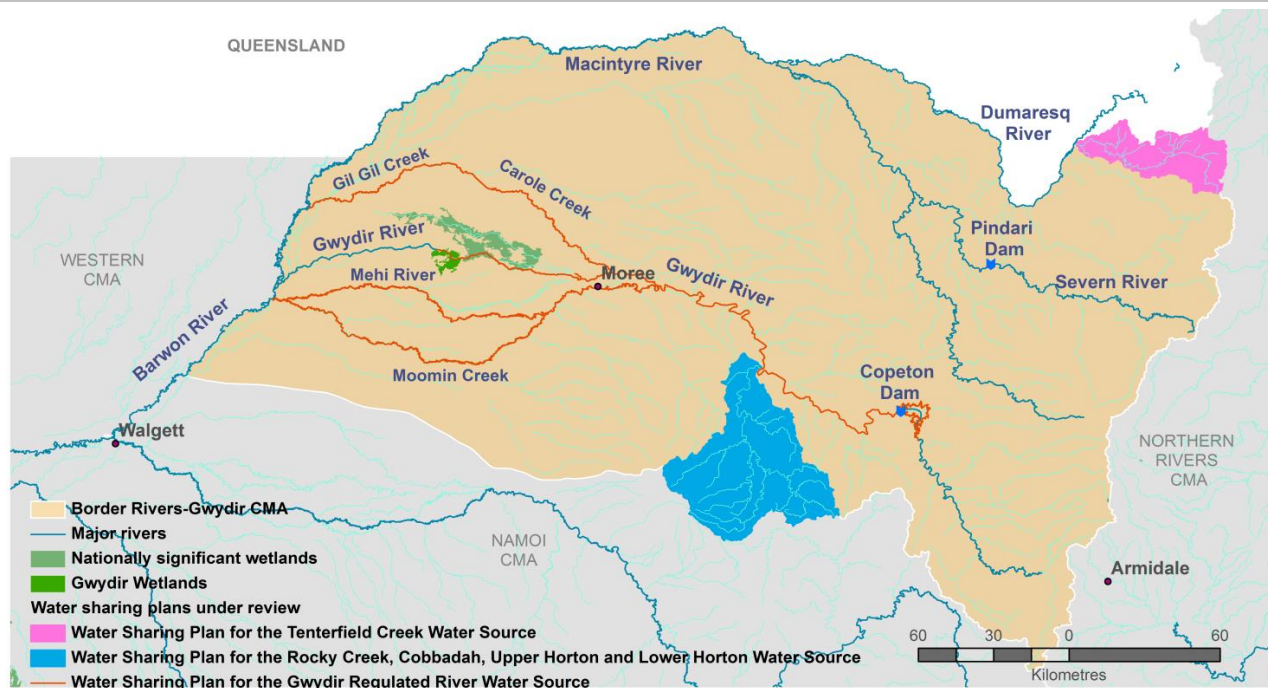 QUEENSLAND
Macintyre River
Dumaresq
River
Gil Gil Creek
Carole Creek
Pindari
Dam
Gwydir River
WESTERN
CMA
Mehi River
Moree
Gwydir River
Severn River
Barwon River
Moomin Creek
Copeton
Dam
Walgett
NORTHERN
RIVERS
CMA
NAMOI
CMA
Armidale
Border Rivers-Gwydir CMA
Major rivers
Nationally significant wetlands
Gwydir Wetlands
Water sharing plans under review
Water Sharing Plan for the Tenterfield Creek Water Source
Water Sharing Plan for the Rocky Creek, Cobbadah, Upper Horton and Lower Horton Water Source
Water Sharing Plan for the Gwydir Regulated River Water Source
60 30 0 60
Kilometres